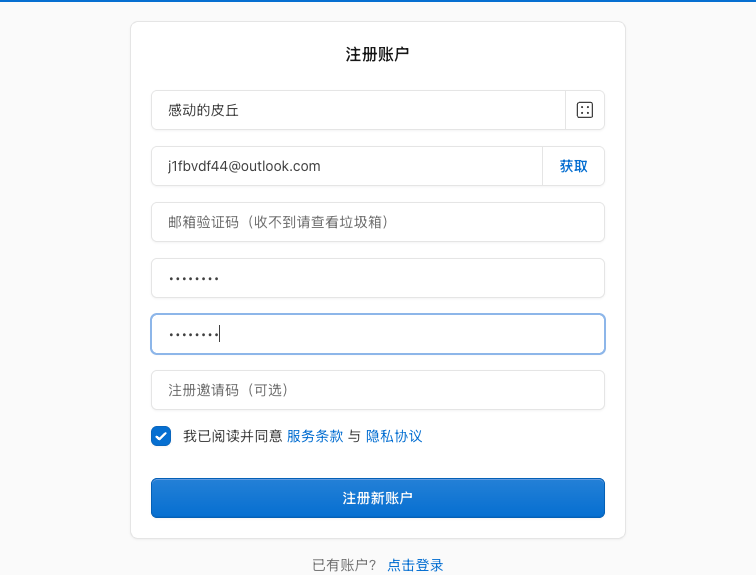 注册账户
感动的皮丘
j1fbvdf44@outlook.com 获取
邮箱验证码（收不到请查看垃圾箱）
••••••••
••••••••
注册邀请码（可选）
我已阅读并同意 服务条款 与 隐私协议
注册新账户
已有账户？ 点击登录